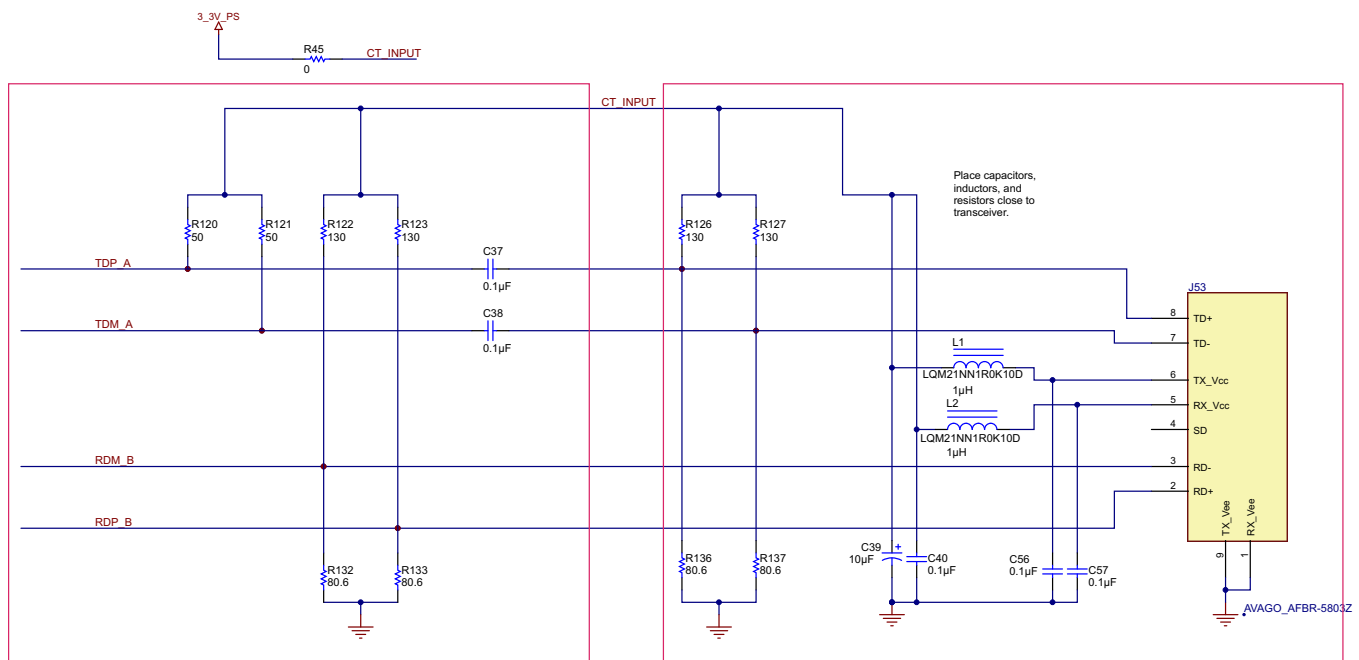 3_3V_PS
R45
0
CT_INPUT
CT_INPUT
Place capacitors,
inductors, and
resistors close to
transceiver.
R120
50
R121
50
R122
130
R123
130
R126
130
R127
130
TDP_A
C37
0.1µF
TDM_A
C38
0.1µF
J53
8
TD+
7
TD-
L1
LQM21NN1R0K10D
1µH
6
TX_Vcc
L2
LQM21NN1R0K10D
1µH
5
RX_Vcc
4
SD
RDM_B
3
RD-
2
RD+
RDP_B
TX_Vee
RX_Vee
9
1
R132
80.6
R133
80.6
R136
80.6
R137
80.6
C39
+
10µF
C40
0.1µF
C56
0.1µF
C57
0.1µF
AVAGO_AFBR-5803Z